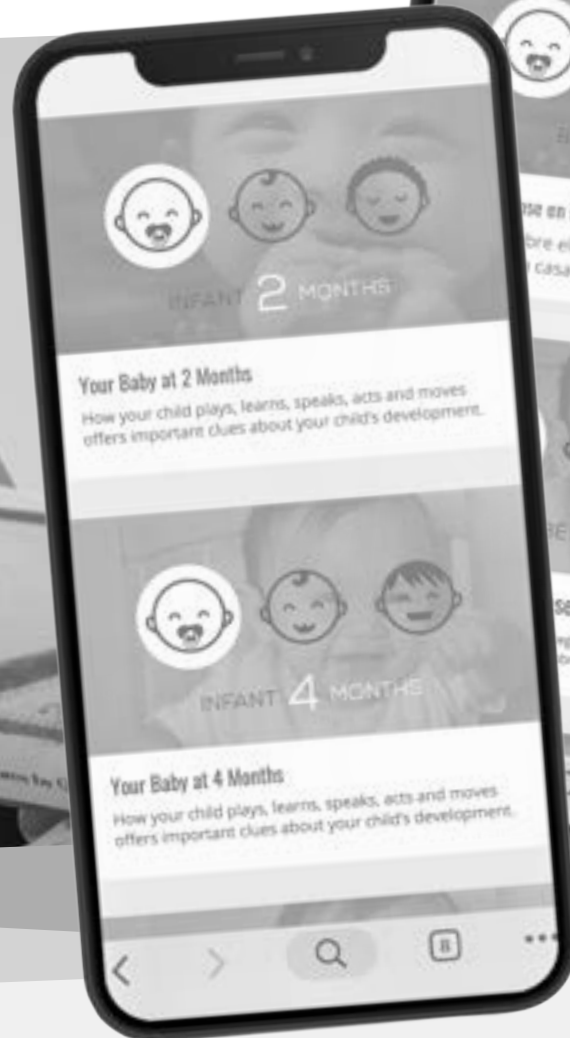 INFANT 2 MONTHS
Your Baby at 2 Months
How your child plays, learns, speaks, acts and moves
offers important clues about your child's development.
INFANT 4 MONTHS
Your Baby at 4 Months
How your child plays, learns, speaks, acts and moves
offers important clues about your child's development.
8
en
casa